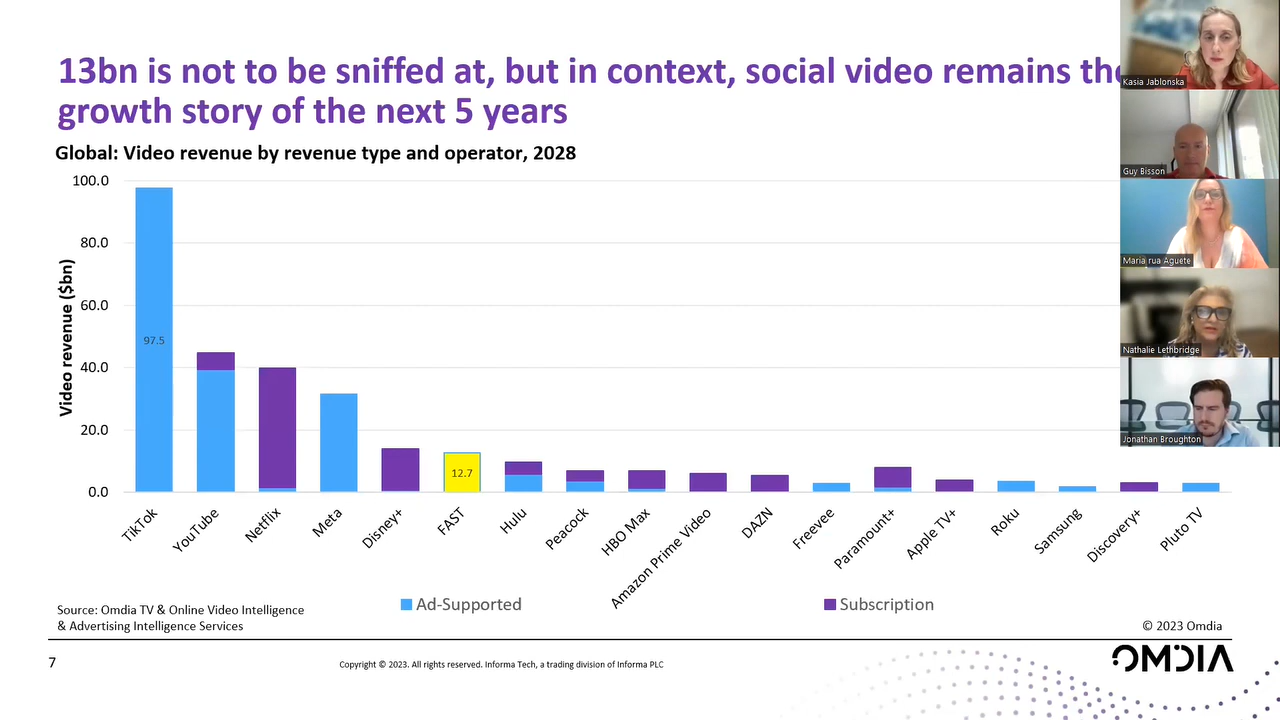 13bn is not to be sniffed at, but in context, social video remains the
growth story of the next 5 years
Global: Video revenue by revenue type and operator, 2028
Video revenue ($bn)
100.0
80.0
60.0
40.0
20.0
0.0
97.5
12.7
TikTok
YouTube
Netflix
Meta
Disney+
FAST
Hulu
Peacock
HBO Max
Amazon Prime Video
DAZN
Freevee
Paramount+
Apple TV+
Roku
Samsung
Discovery+
Pluto TV
Ad-Supported
Subscription
Source: Omdia TV & Online Video Intelligence
& Advertising Intelligence Services
© 2023 Omdia
7
Copyright © 2023. All rights reserved. Informa Tech, a trading division of Informa PLC
OMDIA
Kasia Jablonska
Guy Bisson
Maria rua Aguete
Nathalie Lethbridge
Jonathan Broughton